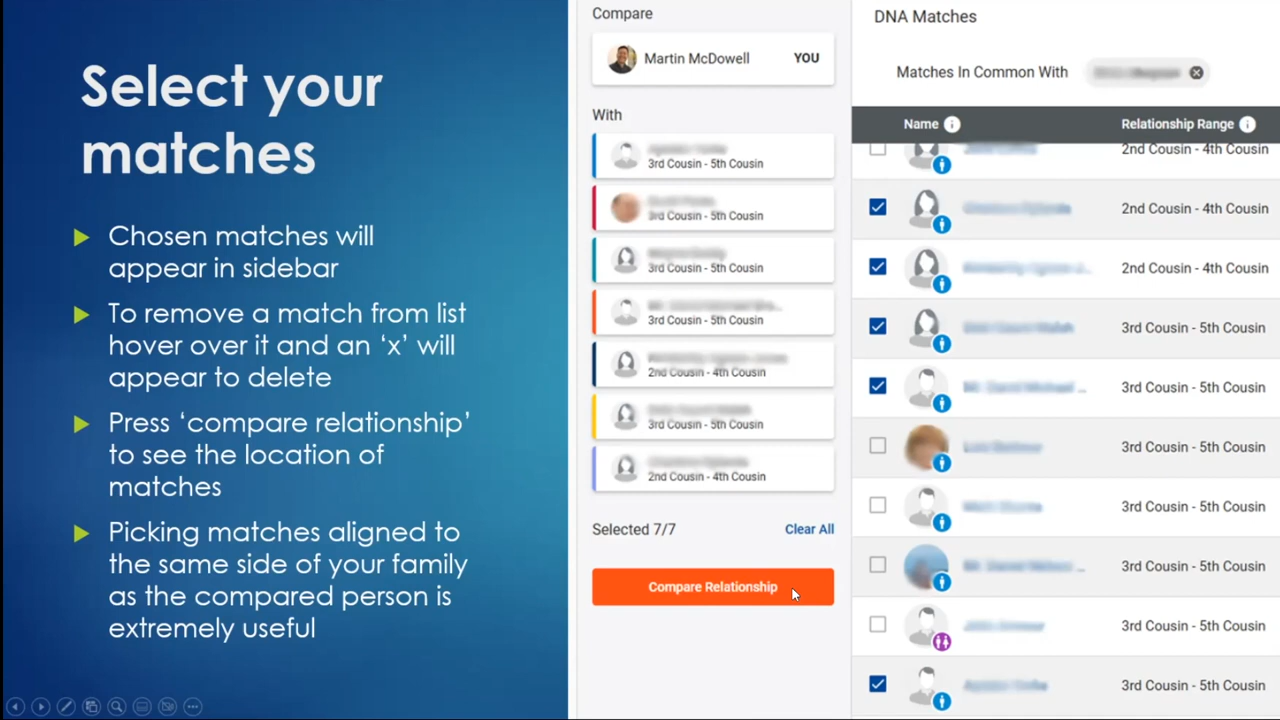 Select your
matches
Chosen matches will
appear in sidebar
To remove a match from list
hover over it and an ‘x’ will
appear to delete
Press ‘compare relationship’
to see the location of
matches
Picking matches aligned to
the same side of your family
as the compared person is
extremely useful
Compare
Martin McDowell YOU
With
3rd Cousin - 5th Cousin
3rd Cousin - 5th Cousin
3rd Cousin - 5th Cousin
3rd Cousin - 5th Cousin
2nd Cousin - 4th Cousin
3rd Cousin - 5th Cousin
2nd Cousin - 4th Cousin
Selected 7/7 Clear All
Compare Relationship
DNA Matches
Matches In Common With
Name Relationship Range
2nd Cousin - 4th Cousin
2nd Cousin - 4th Cousin
2nd Cousin - 4th Cousin
3rd Cousin - 5th Cousin
3rd Cousin - 5th Cousin
3rd Cousin - 5th Cousin
3rd Cousin - 5th Cousin
3rd Cousin - 5th Cousin
3rd Cousin - 5th Cousin
3rd Cousin - 5th Cousin